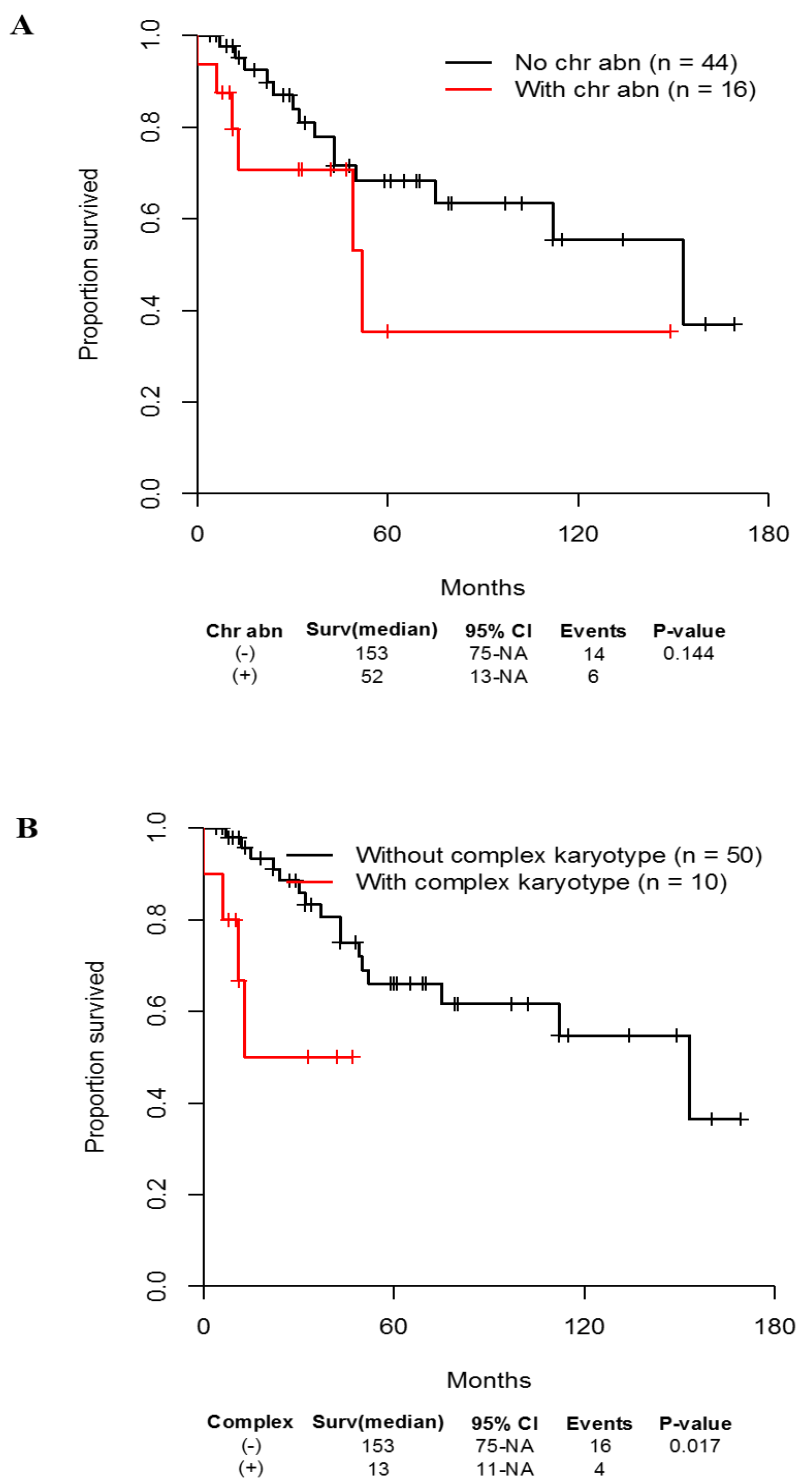 A
No chr abn (n = 44)
With chr abn (n = 16)
Proportion survived
1.0
0.8
0.6
0.4
0.2
0.0
0 60 120 180
Months
Chr abn Surv(median) 95% CI Events P-value
(-) 153 75-NA 14 0.144
(+) 52 13-NA 6
B
Without complex karyotype (n = 50)
With complex karyotype (n = 10)
Proportion survived
1.0
0.8
0.6
0.4
0.2
0.0
0 60 120 180
Months
Complex Surv(median) 95% CI Events P-value
(-) 153 75-NA 16 0.017
(+) 13 11-NA 4